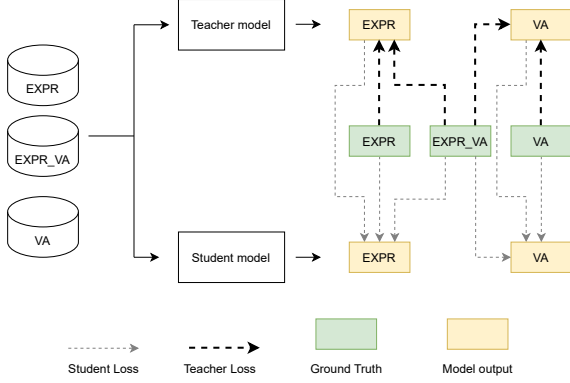 Teacher model
EXPR
VA
EXPR
EXPR_VA
VA
EXPR
EXPR_VA
VA
Student model
EXPR
VA
Student Loss
Teacher Loss
Ground Truth
Model output